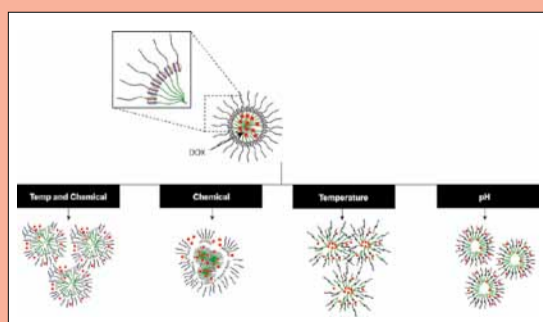 DOX
Temp and Chemical
Chemical
Temperature
pH